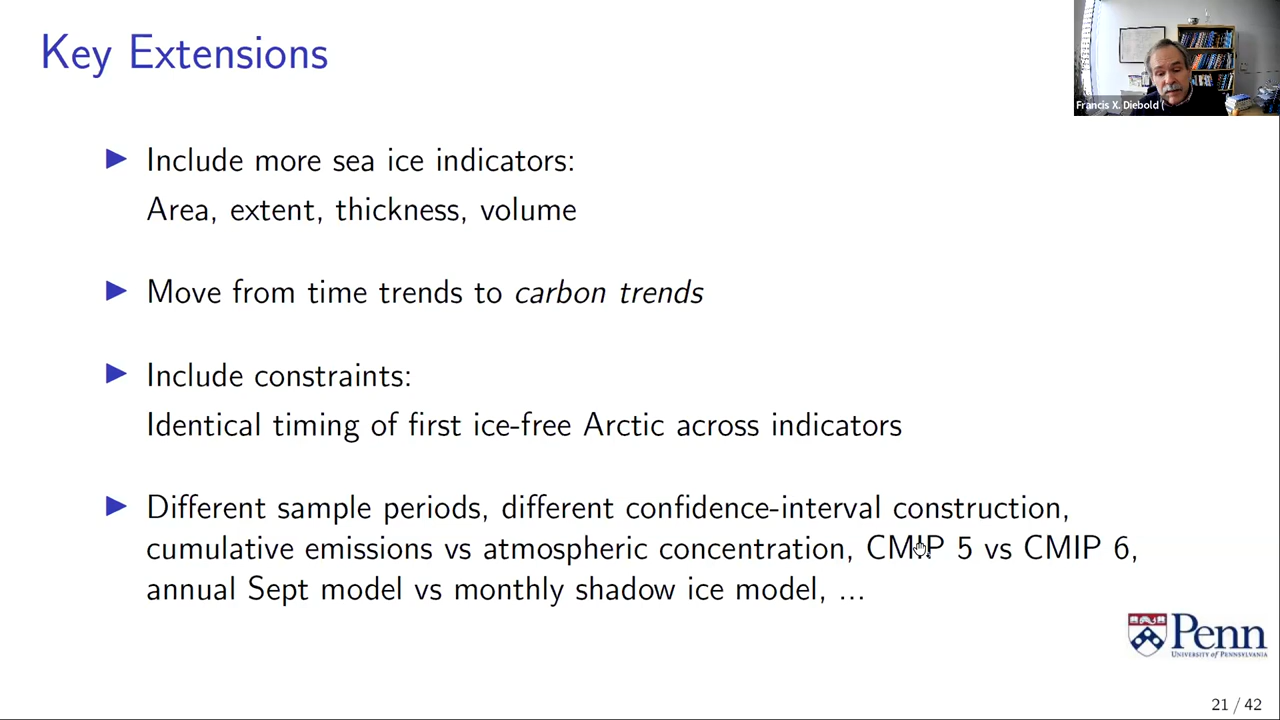 Key Extensions
Francis X. Diebold (
Include more sea ice indicators:
Area, extent, thickness, volume
Move from time trends to carbon trends
Include constraints:
Identical timing of first ice-free Arctic across indicators
Different sample periods, different confidence-interval construction,
cumulative emissions vs atmospheric concentration, CMIP 5 vs CMIP 6,
annual Sept model vs monthly shadow ice model, ...
Penn
UNIVERSITY of PENNSYLVANIA
21 / 42